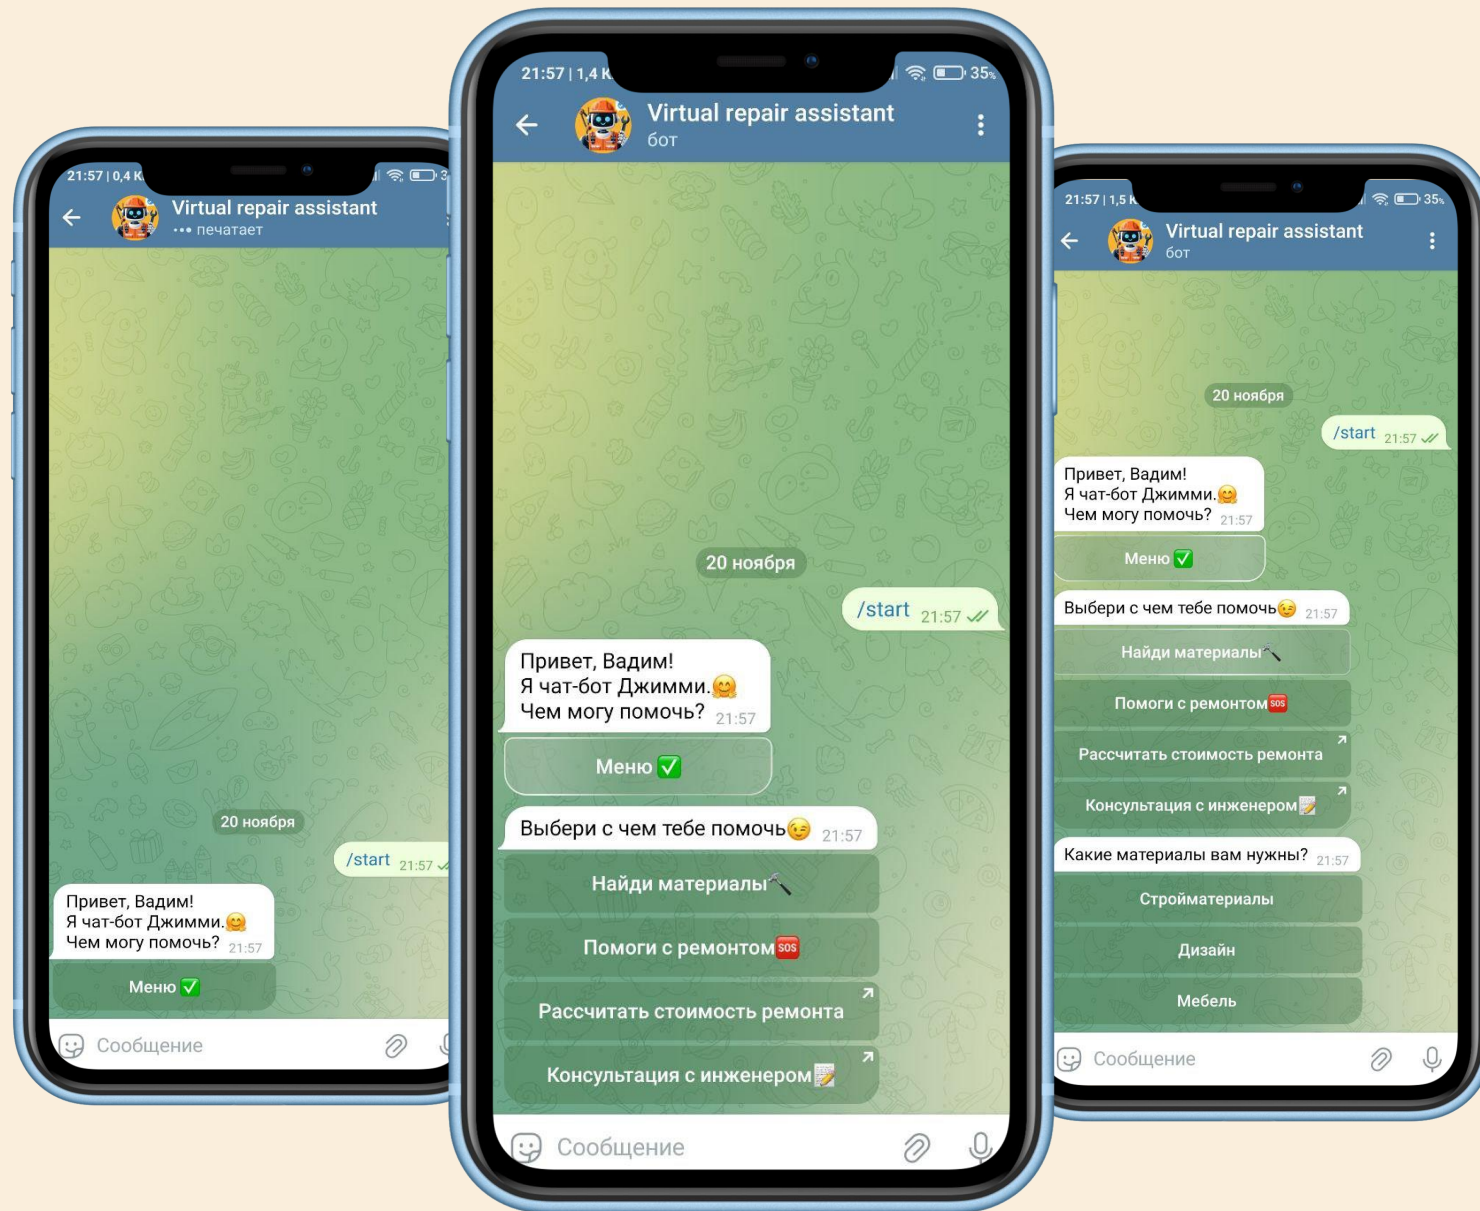 21:57 | 0,4 K
Virtual repair assistant
••• печатает
20 ноября
/start 21:57
Привет, Вадим!
Я чат-бот Джимми.🤗
Чем могу помочь? 21:57
Меню ✅
Сообщение
21:57 | 1,4 K
35%
Virtual repair assistant
бот
20 ноября
/start 21:57
Привет, Вадим!
Я чат-бот Джимми.🤗
Чем могу помочь? 21:57
Меню ✅
Выбери с чем тебе помочь😉 21:57
Найди материалы🔨
Помоги с ремонтом🆘
Рассчитать стоимость ремонта
Консультация с инженером📝
Сообщение
21:57 | 1,5 K
35%
Virtual repair assistant
бот
20 ноября
/start 21:57
Привет, Вадим!
Я чат-бот Джимми.🤗
Чем могу помочь? 21:57
Меню ✅
Выбери с чем тебе помочь😉 21:57
Найди материалы🔨
Помоги с ремонтом🆘
Рассчитать стоимость ремонта
Консультация с инженером📝
Какие материалы вам нужны? 21:57
Стройматериалы
Дизайн
Мебель
Сообщение